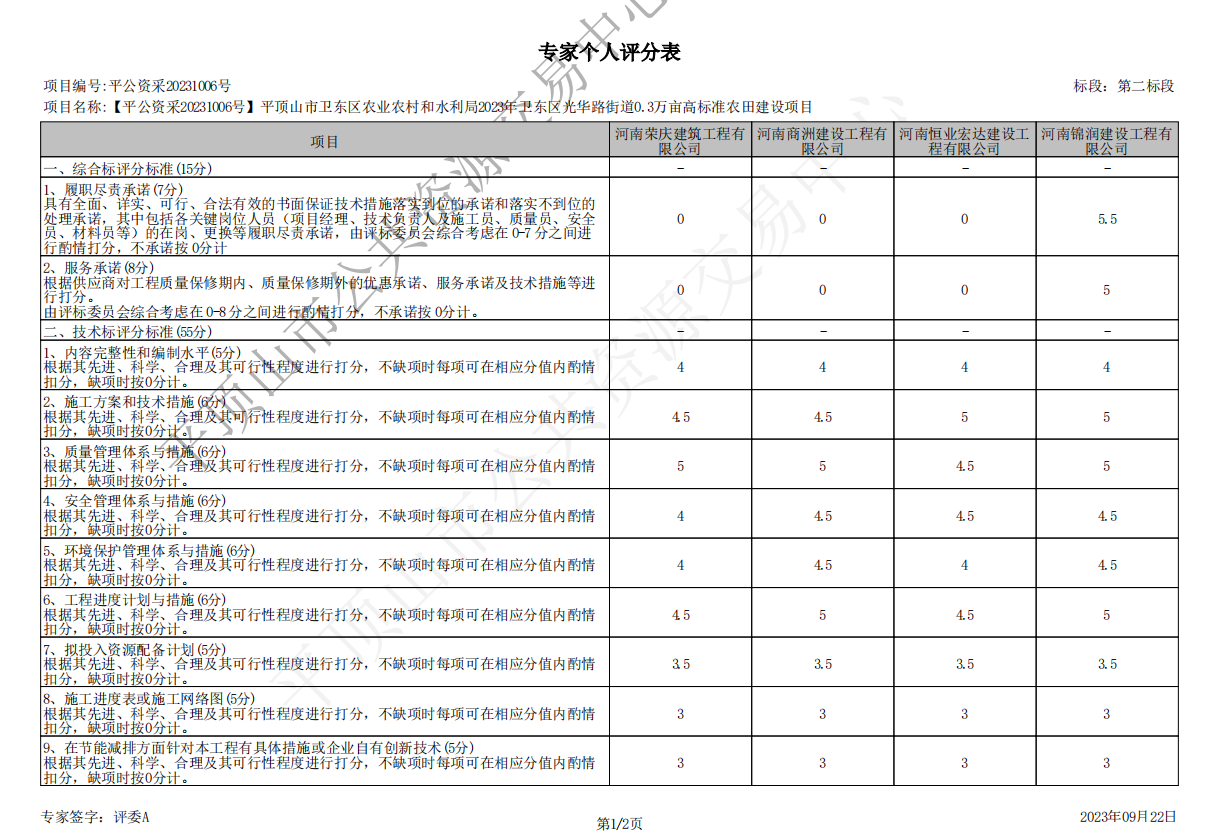 专家个人评分表
项目编号:平公资采20231006号
标段：第二标段
项目名称:【平公资采20231006号】平顶山市卫东区农业农村和水利局2023年卫东区光华路街道0.3万亩高标准农田建设项目
项目
河南荣庆建筑工程有
限公司
河南商洲建设工程有
限公司
河南恒业宏达建设工
程有限公司
河南锦润建设工程有
限公司
一、综合标评分标准(15分)
- - - -
1、履职尽责承诺(7分)
具有全面、详实、可行、合法有效的书面保证技术措施落实到位的承诺和落实不到位的
处理承诺，其中包括各关键岗位人员（项目经理、技术负责人及施工员、质量员、安全
员、材料员等）的在岗、更换等履职尽责承诺，由评标委员会综合考虑在 0-7 分之间进
行酌情打分，不承诺按 0分计
0 0 0 5.5
2、服务承诺(8分)
根据供应商对工程质量保修期内、质量保修期外的优惠承诺、服务承诺及技术措施等进
行打分。
由评标委员会综合考虑在 0-8 分之间进行酌情打分，不承诺按 0分计。
0 0 0 5
二、技术标评分标准(55分)
- - - -
1、内容完整性和编制水平(5分)
根据其先进、科学、合理及其可行性程度进行打分，不缺项时每项可在相应分值内酌情
扣分，缺项时按0分计。
4 4 4 4
2、施工方案和技术措施(6分)
根据其先进、科学、合理及其可行性程度进行打分，不缺项时每项可在相应分值内酌情
扣分，缺项时按0分计。
4.5 4.5 5 5
3、质量管理体系与措施(6分)
根据其先进、科学、合理及其可行性程度进行打分，不缺项时每项可在相应分值内酌情
扣分，缺项时按0分计。
5 5 4.5 5
4、安全管理体系与措施(6分)
根据其先进、科学、合理及其可行性程度进行打分，不缺项时每项可在相应分值内酌情
扣分，缺项时按0分计。
4 4.5 4.5 4.5
5、环境保护管理体系与措施(6分)
根据其先进、科学、合理及其可行性程度进行打分，不缺项时每项可在相应分值内酌情
扣分，缺项时按0分计。
4 4.5 4 4.5
6、工程进度计划与措施(6分)
根据其先进、科学、合理及其可行性程度进行打分，不缺项时每项可在相应分值内酌情
扣分，缺项时按0分计。
4.5 5 4.5 5
7、拟投入资源配备计划(5分)
根据其先进、科学、合理及其可行性程度进行打分，不缺项时每项可在相应分值内酌情
扣分，缺项时按0分计。
3.5 3.5 3.5 3.5
8、施工进度表或施工网络图(5分)
根据其先进、科学、合理及其可行性程度进行打分，不缺项时每项可在相应分值内酌情
扣分，缺项时按0分计。
3 3 3 3
9、在节能减排方面针对本工程有具体措施或企业自有创新技术(5分)
根据其先进、科学、合理及其可行性程度进行打分，不缺项时每项可在相应分值内酌情
扣分，缺项时按0分计。
3 3 3 3
专家签字：评委A
第1/2页
2023年09月22日
平顶山市公共资源交易中心
平顶山市公共资源交易中心